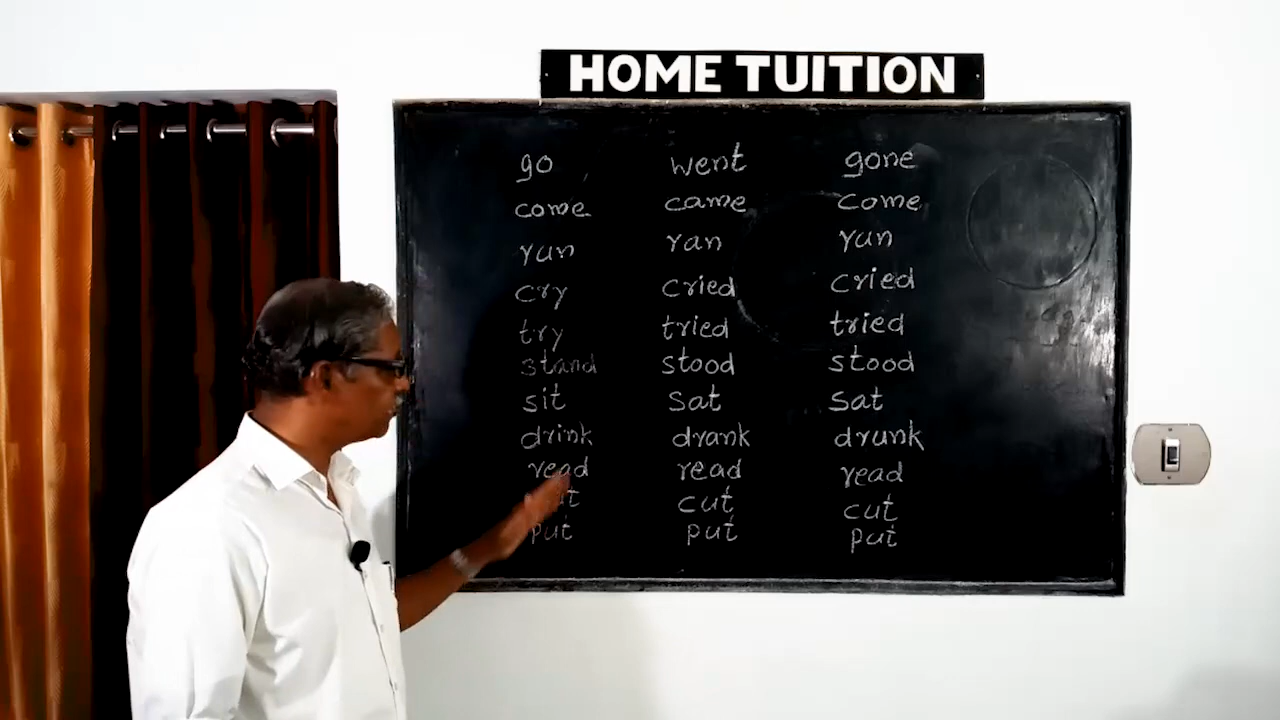 HOME TUITION
go went gone
come came come
run ran run
cry cried cried
try tried tried
stand stood stood
sit sat sat
drink drank drunk
read read read
cut cut
put put put